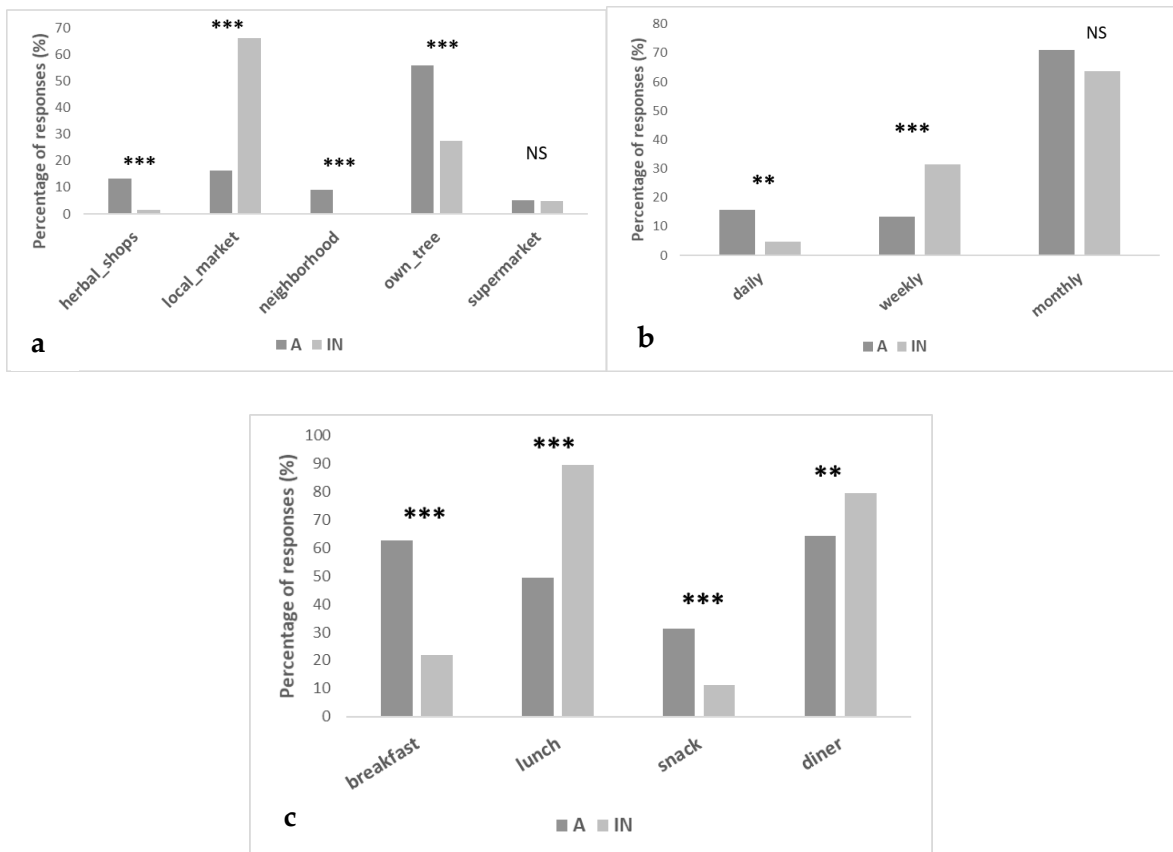 Percentage of responses (%)
70
60
50
40
30
20
10
0
***
***
***
***
NS
herbal_shops
local_market
neighborhood
own_tree
supermarket
A IN
a
Percentage of responses (%)
80
70
60
50
40
30
20
10
0
**
***
NS
daily
weekly
monthly
A IN
b
Percentage of responses (%)
100
90
80
70
60
50
40
30
20
10
0
***
***
***
**
breakfast
lunch
snack
diner
A IN
c